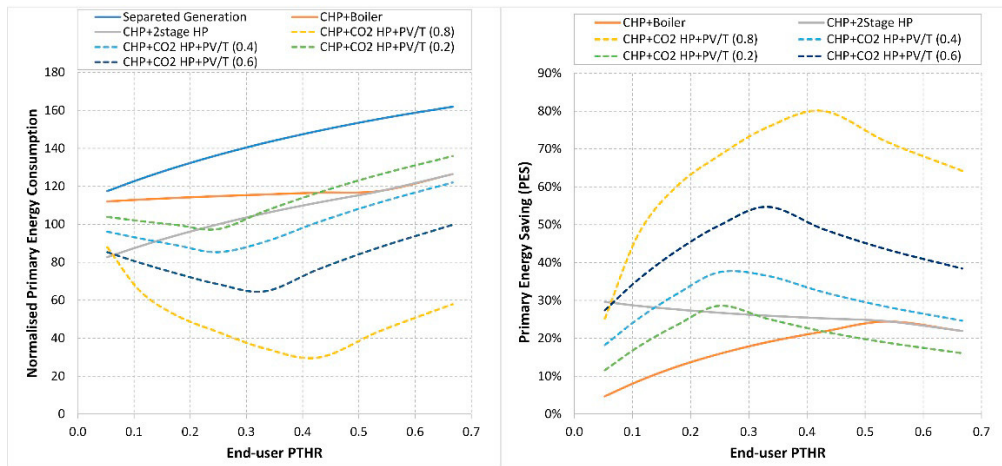 Separeted Generation
CHP+Boiler
CHP+2stage HP
CHP+CO2 HP+PV/T (0.8)
CHP+CO2 HP+PV/T (0.4)
CHP+CO2 HP+PV/T (0.2)
CHP+CO2 HP+PV/T (0.6)
180
160
140
120
100
80
60
40
20
0
Normalised Primary Energy Consumption
0.0 0.1 0.2 0.3 0.4 0.5 0.6 0.7
End-user PTHR
CHP+Boiler
CHP+2Stage HP
CHP+CO2 HP+PV/T (0.8)
CHP+CO2 HP+PV/T (0.4)
CHP+CO2 HP+PV/T (0.2)
CHP+CO2 HP+PV/T (0.6)
90%
80%
70%
60%
50%
40%
30%
20%
10%
0%
Primary Energy Saving (PES)
0.0 0.1 0.2 0.3 0.4 0.5 0.6 0.7
End-user PTHR